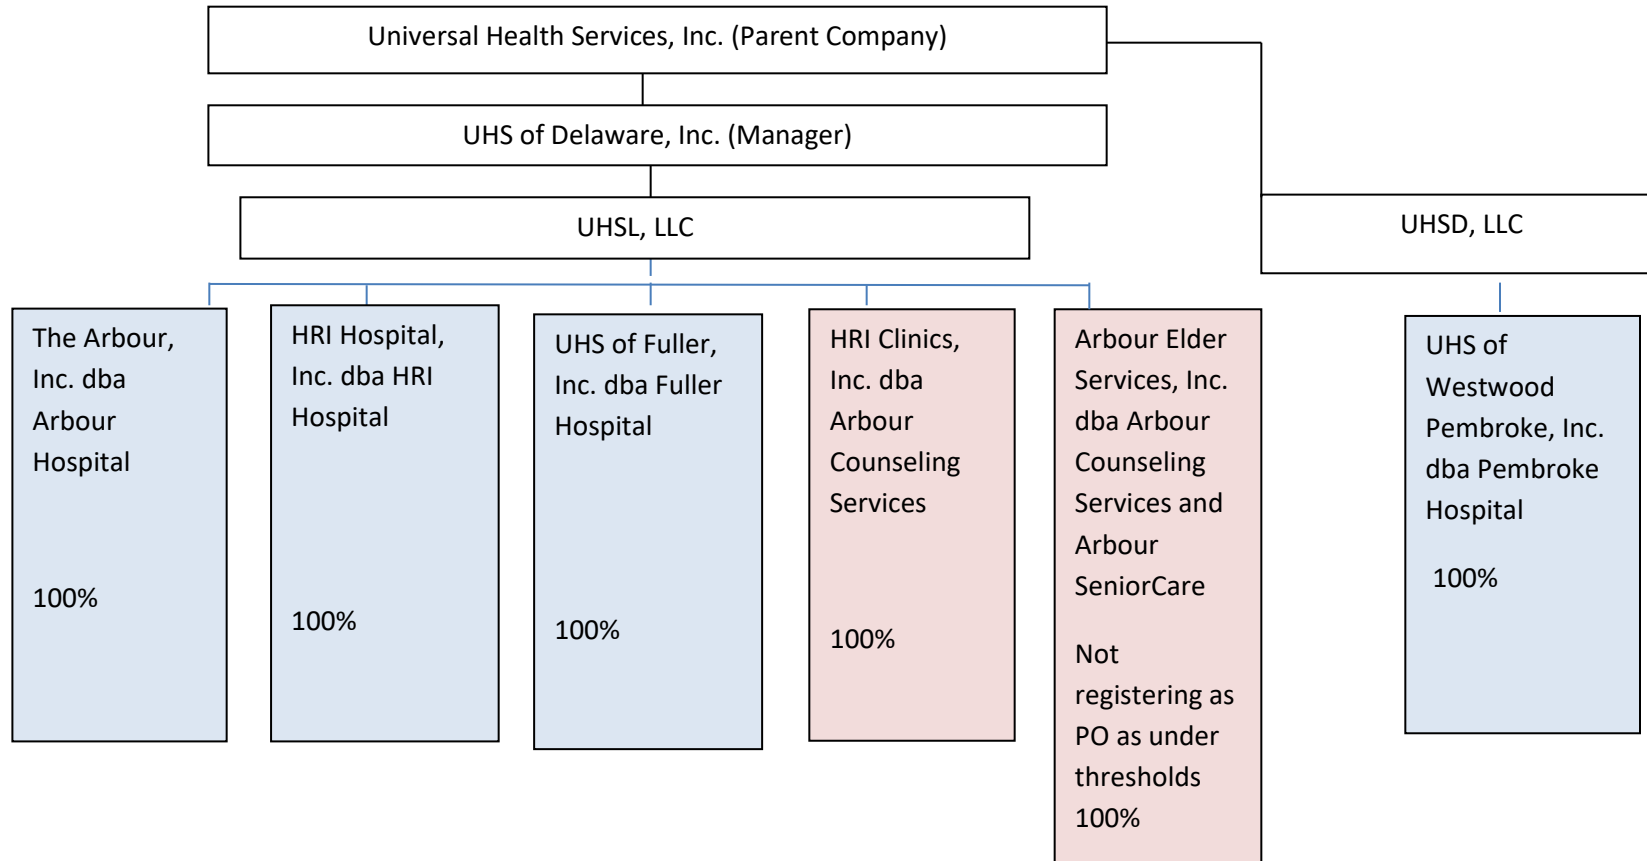 Universal Health Services, Inc. (Parent Company)
UHS of Delaware, Inc. (Manager)
UHSL, LLC
UHSD, LLC
The Arbour,
Inc. dba
Arbour
Hospital
100%
HRI Hospital,
Inc. dba HRI
Hospital
100%
UHS of Fuller,
Inc. dba Fuller
Hospital
100%
HRI Clinics,
Inc. dba
Arbour
Counseling
Services
100%
Arbour Elder
Services, Inc.
dba Arbour
Counseling
Services and
Arbour
SeniorCare
Not
registering as
PO as under
thresholds
100%
UHS of
Westwood
Pembroke, Inc.
dba Pembroke
Hospital
100%